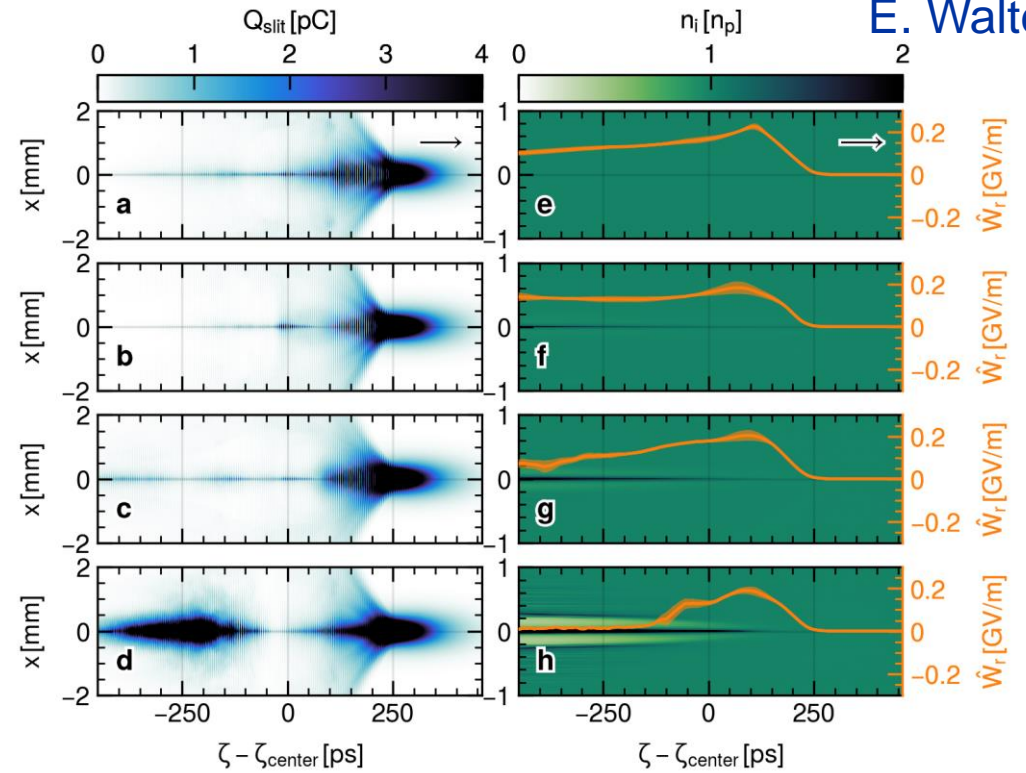 E. Walte
Q_slit [pC]
0 1 2 3 4
n_i [n_p]
0 1 2
x [mm]
2
0
−2
a
1
−1
e
0.2
0
−0.2
Ŵ_r [GV/m]
x [mm]
2
0
−2
b
1
−1
f
0.2
0
−0.2
Ŵ_r [GV/m]
x [mm]
2
0
−2
c
1
−1
g
0.2
0
−0.2
Ŵ_r [GV/m]
x [mm]
2
0
−2
d
1
−1
h
0.2
0
−0.2
Ŵ_r [GV/m]
−250 0 250
−250 0 250
ζ − ζ_center [ps]
ζ − ζ_center [ps]